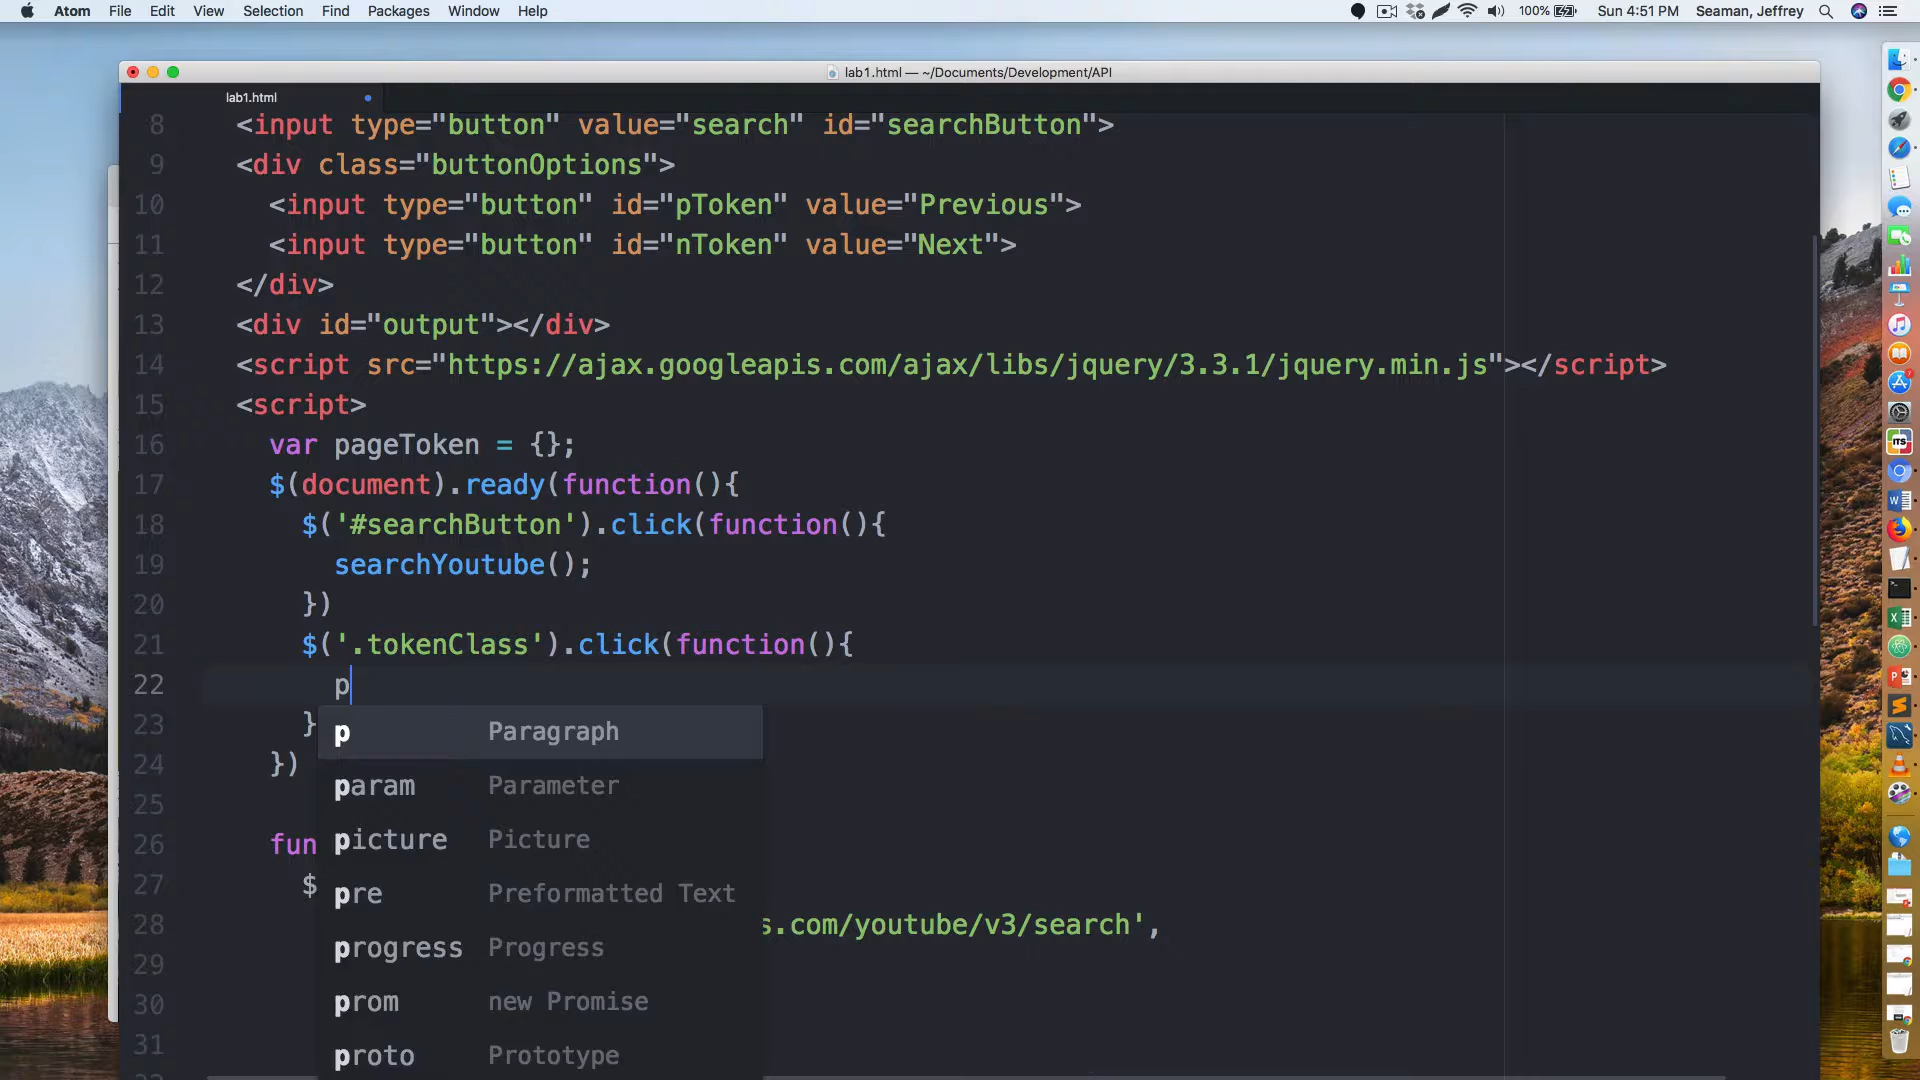 Atom File Edit View Selection Find Packages Window Help 100% Sun 4:51 PM Seaman, Jeffrey
lab1.html — ~/Documents/Development/API
lab1.html
8 <input type="button" value="search" id="searchButton">
9 <div class="buttonOptions">
10 <input type="button" id="pToken" value="Previous">
11 <input type="button" id="nToken" value="Next">
12 </div>
13 <div id="output"></div>
14 <script src="https://ajax.googleapis.com/ajax/libs/jquery/3.3.1/jquery.min.js"></script>
15 <script>
16 var pageToken = {};
17 $(document).ready(function(){
18 $('#searchButton').click(function(){
19 searchYoutube();
20 })
21 $('.tokenClass').click(function(){
22 p
23 }
p Paragraph
24 })
param Parameter
25
26 fun
picture Picture
27 $
pre Preformatted Text
28 s.com/youtube/v3/search',
29
progress Progress
30
prom new Promise
31
proto Prototype